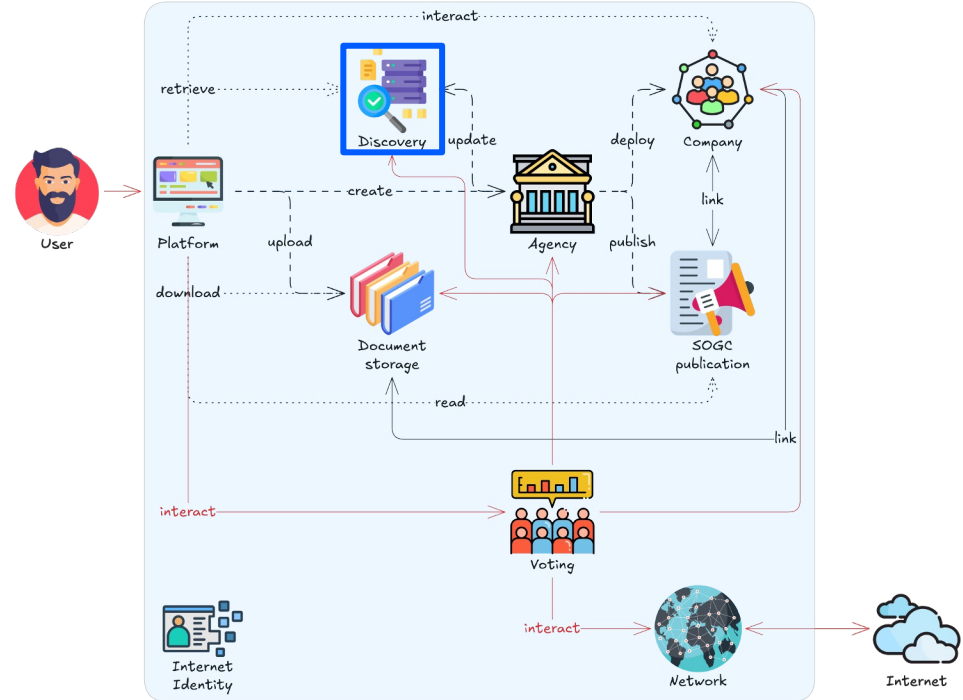 interact
retrieve
Discovery
update
deploy
Company
create
link
User
Platform
upload
Agency
publish
download
Document
storage
SOGC
publication
read
link
interact
Voting
interact
Internet
Identity
Network
Internet